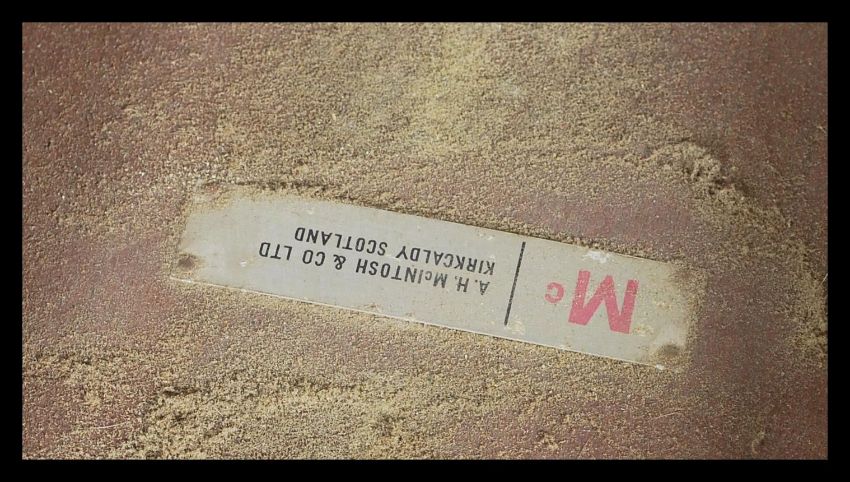 Mc
A.H. McINTOSH & CO LTD
KIRKCALDY SCOTLAND